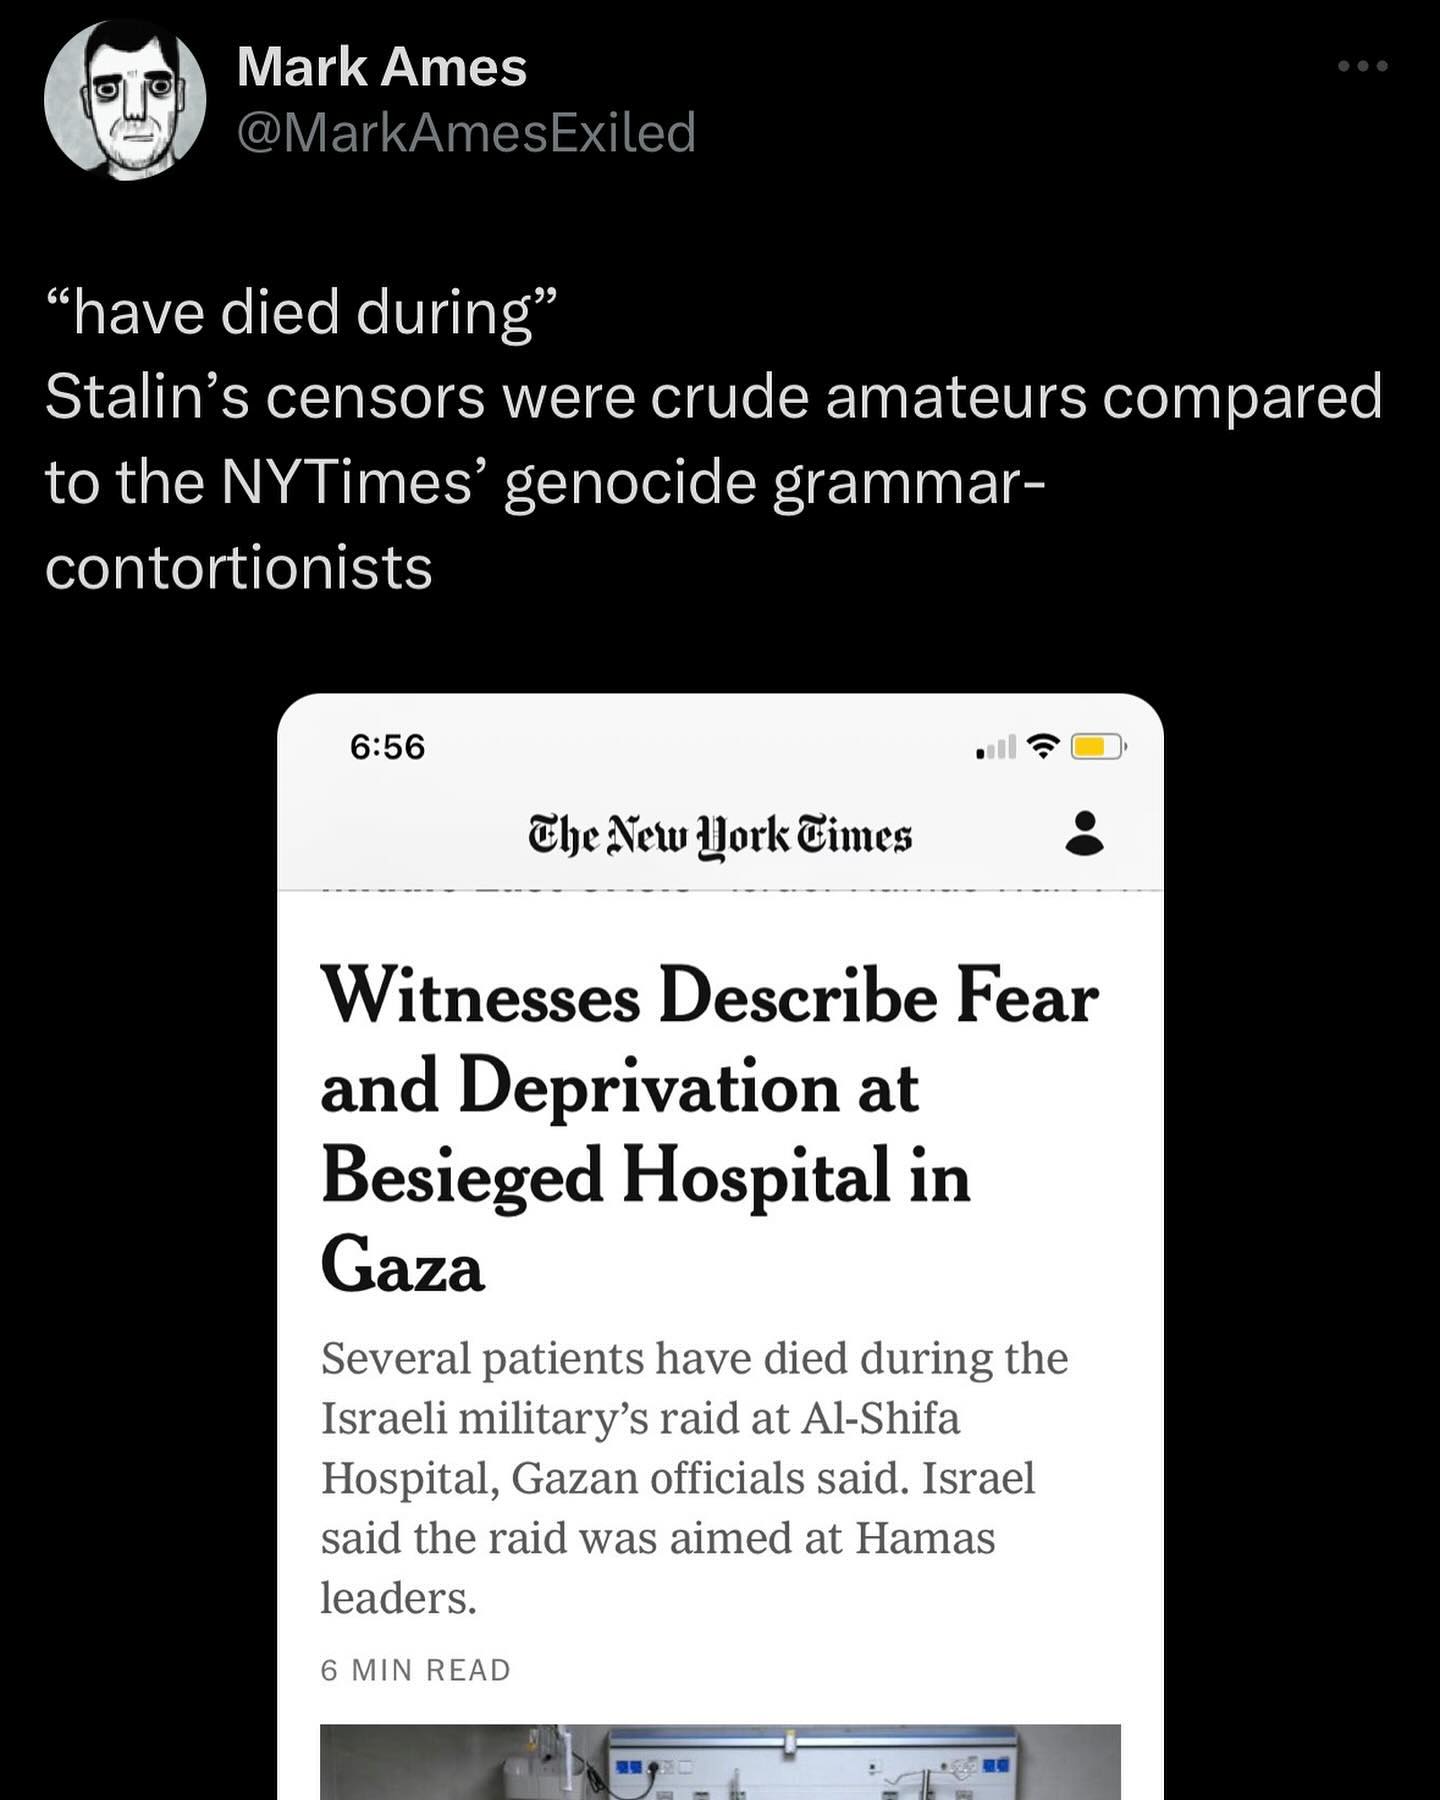 Mark Ames
@MarkAmesExiled
“have died during”
Stalin’s censors were crude amateurs compared
to the NYTimes’ genocide grammar-
contortionists
6:56
The New York Times
Witnesses Describe Fear
and Deprivation at
Besieged Hospital in
Gaza
Several patients have died during the
Israeli military’s raid at Al-Shifa
Hospital, Gazan officials said. Israel
said the raid was aimed at Hamas
leaders.
6 MIN READ